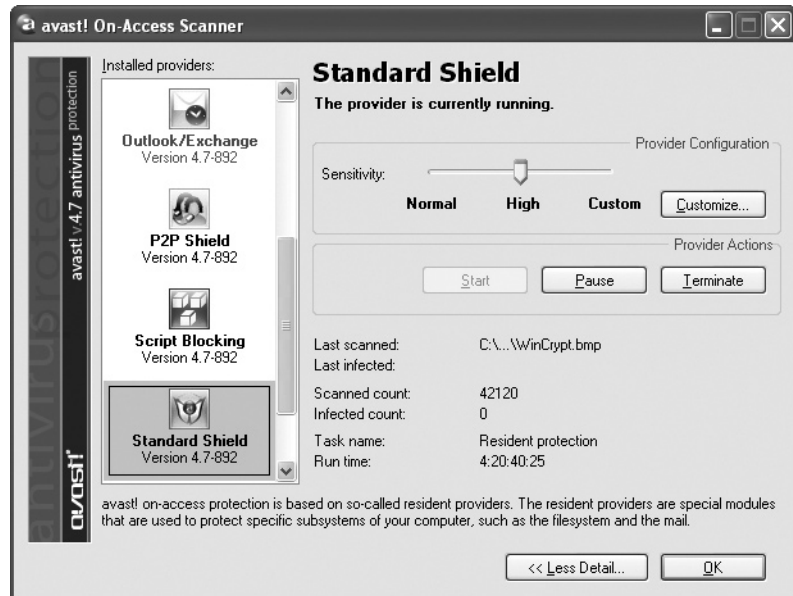 avast! On-Access Scanner
antivirus protection
avast! v.4.7 antivirus protection
avast!
Installed providers:
Outlook/Exchange
Version 4.7-892
P2P Shield
Version 4.7-892
Script Blocking
Version 4.7-892
Standard Shield
Version 4.7-892
Standard Shield
The provider is currently running.
Provider Configuration
Sensitivity:
Normal High Custom Customize...
Provider Actions
Start Pause Terminate
Last scanned: C:\...\WinCrypt.bmp
Last infected:
Scanned count: 42120
Infected count: 0
Task name: Resident protection
Run time: 4:20:40:25
avast! on-access protection is based on so-called resident providers. The resident providers are special modules
that are used to protect specific subsystems of your computer, such as the filesystem and the mail.
<< Less Detail... OK